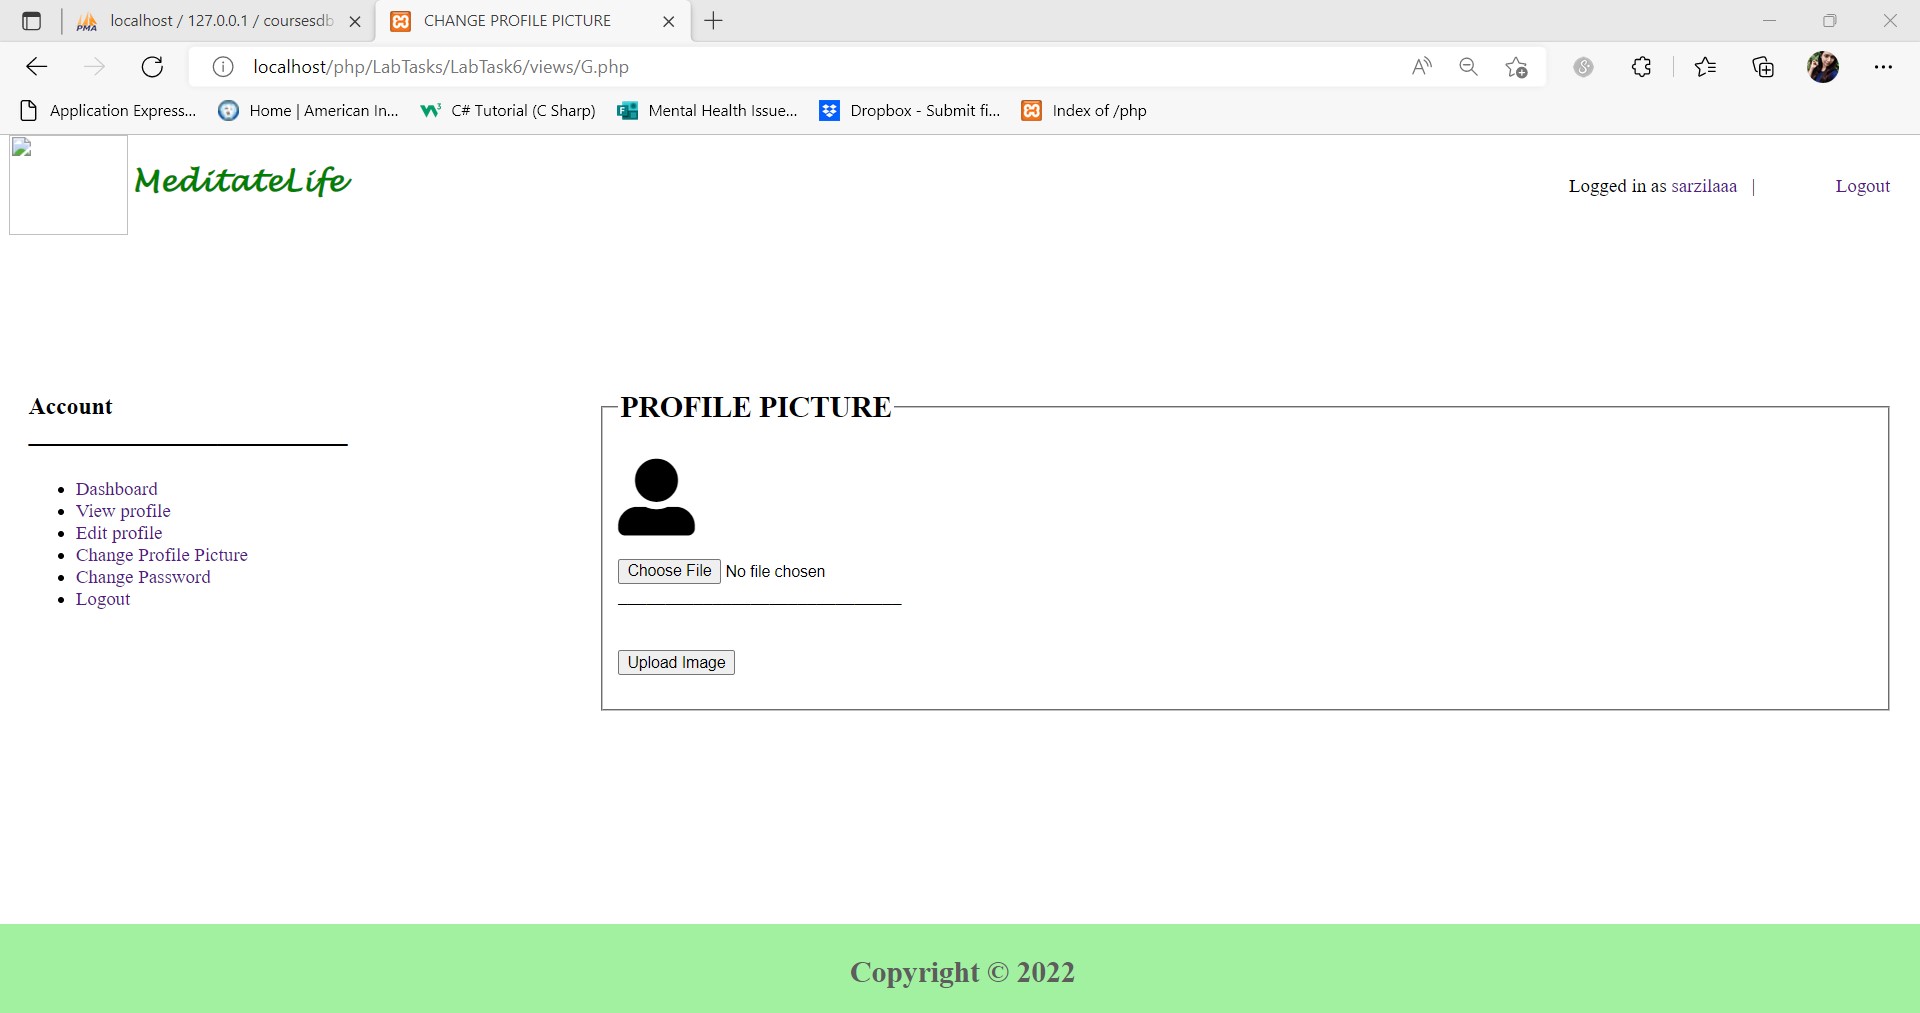 localhost / 127.0.0.1 / coursesdb
CHANGE PROFILE PICTURE
localhost/php/LabTasks/LabTask6/views/G.php
Application Express...
Home | American In...
C# Tutorial (C Sharp)
Mental Health Issue...
Dropbox - Submit fi...
Index of /php
MeditateLife
Logged in as sarzilaaa | Logout
Account
Dashboard
View profile
Edit profile
Change Profile Picture
Change Password
Logout
PROFILE PICTURE
Choose File No file chosen
Upload Image
Copyright © 2022